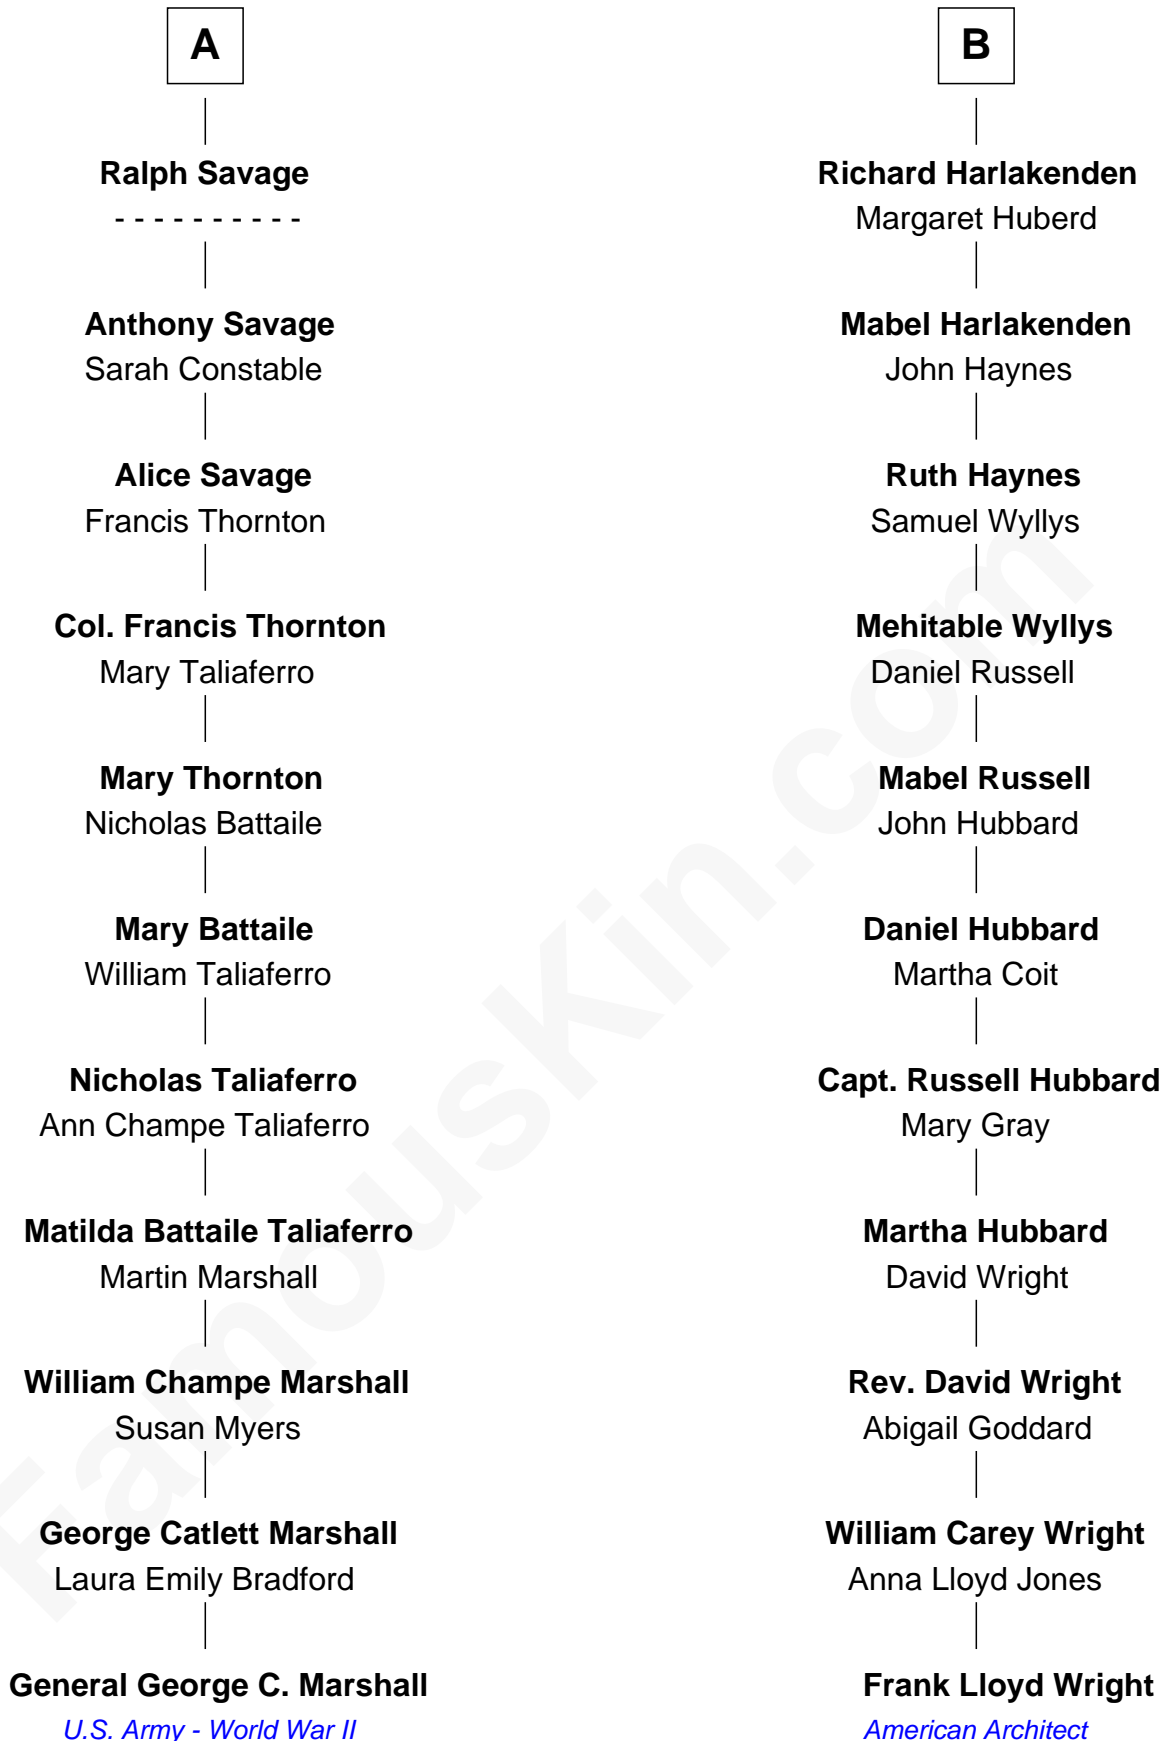 A
Ralph Savage
- - - - - - - - - -
Anthony Savage
Sarah Constable
Alice Savage
Francis Thornton
Col. Francis Thornton
Mary Taliaferro
Mary Thornton
Nicholas Battaile
Mary Battaile
William Taliaferro
Nicholas Taliaferro
Ann Champe Taliaferro
Matilda Battaile Taliaferro
Martin Marshall
William Champe Marshall
Susan Myers
George Catlett Marshall
Laura Emily Bradford
General George C. Marshall
U.S. Army - World War II
B
Richard Harlakenden
Margaret Huberd
Mabel Harlakenden
John Haynes
Ruth Haynes
Samuel Wyllys
Mehitable Wyllys
Daniel Russell
Mabel Russell
John Hubbard
Daniel Hubbard
Martha Coit
Capt. Russell Hubbard
Mary Gray
Martha Hubbard
David Wright
Rev. David Wright
Abigail Goddard
William Carey Wright
Anna Lloyd Jones
Frank Lloyd Wright
American Architect
FamousKin.com